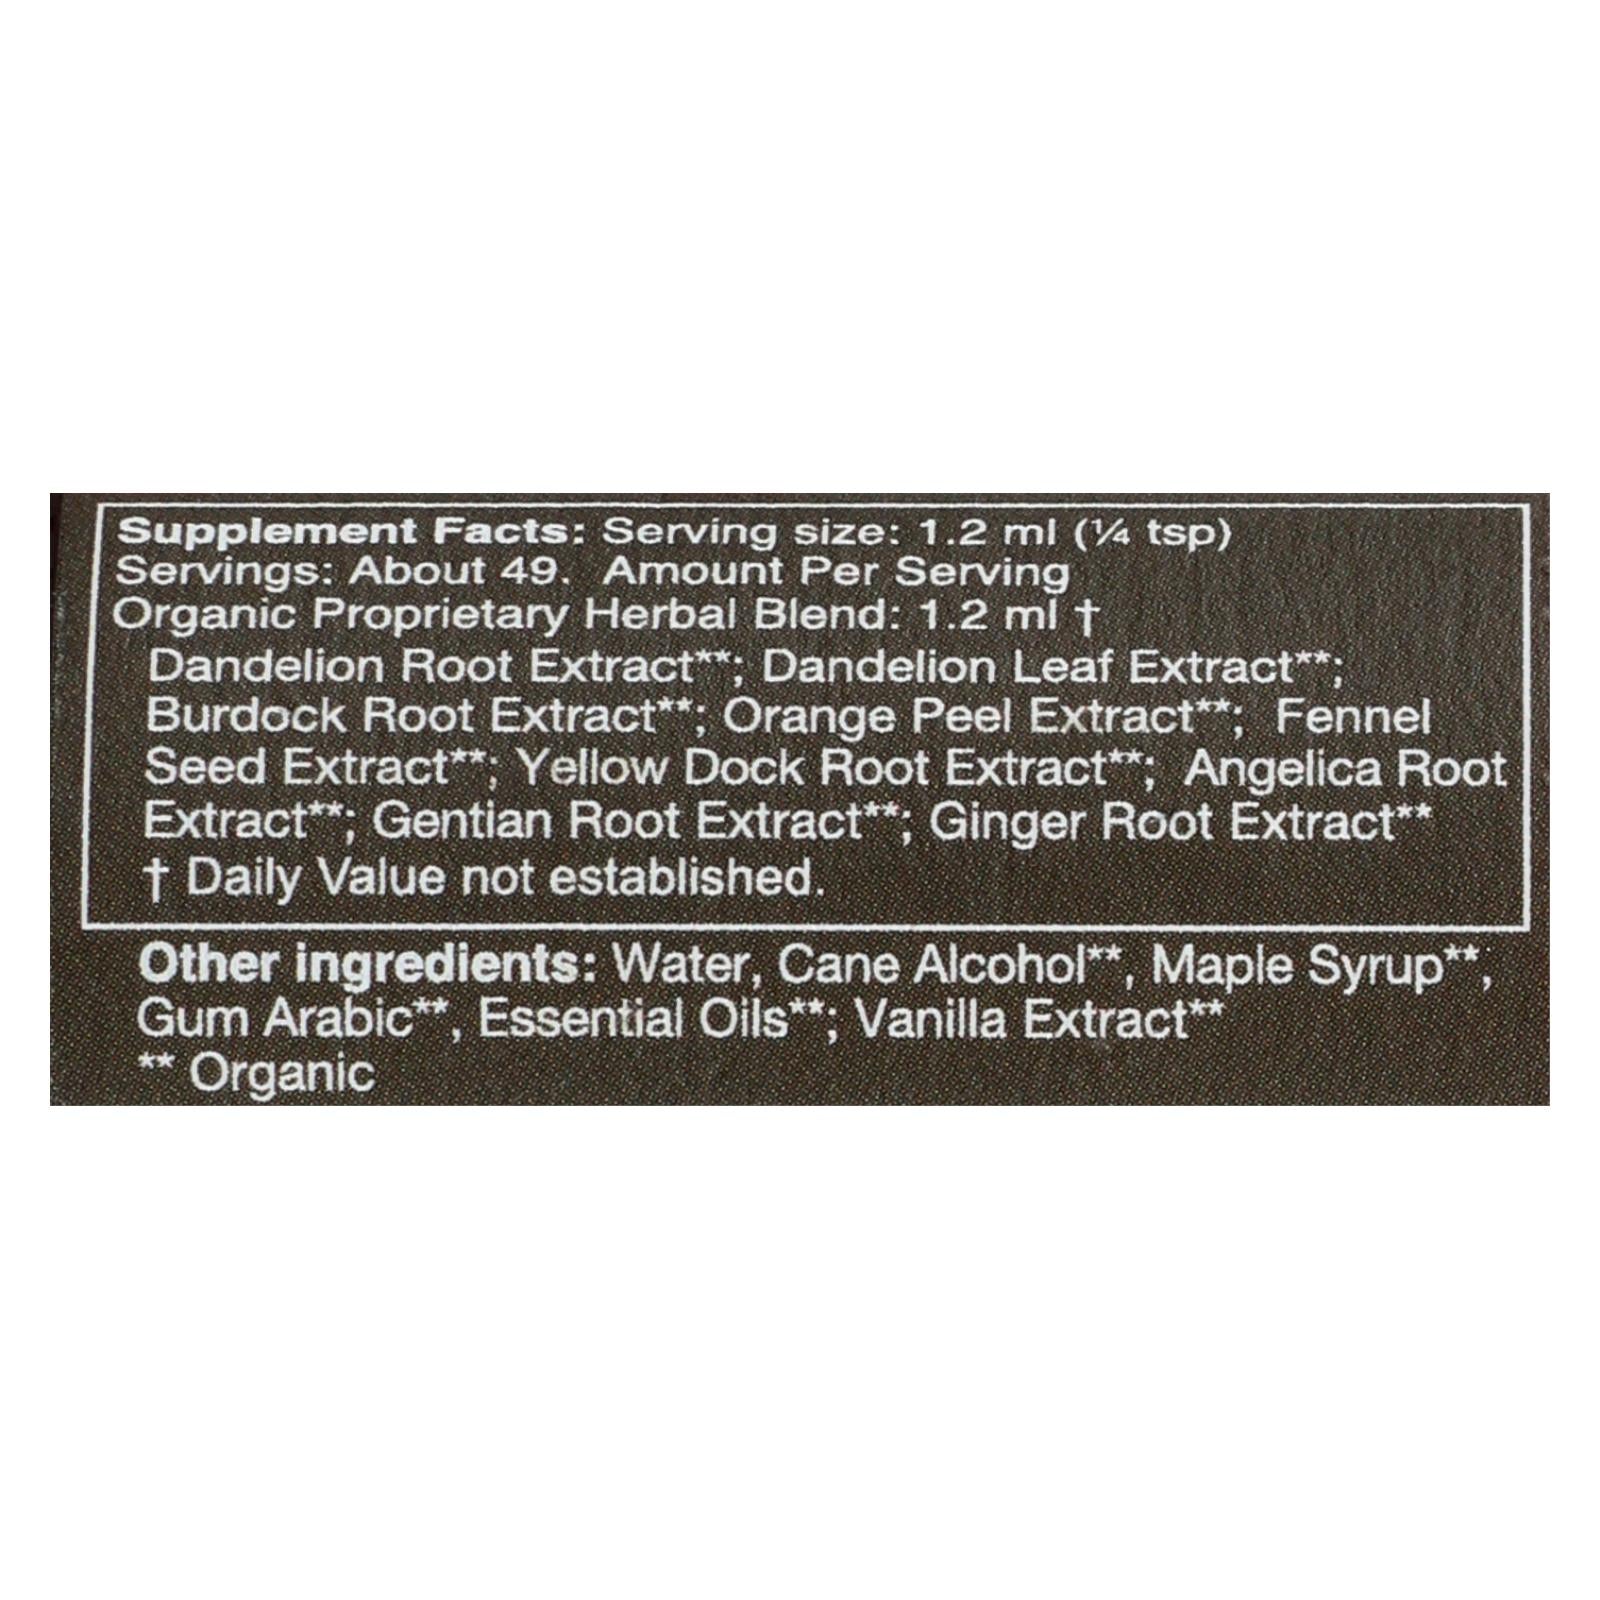 Supplement Facts: Serving size: 1.2 ml (¼ tsp)
Servings: About 49. Amount Per Serving
Organic Proprietary Herbal Blend: 1.2 ml †
Dandelion Root Extract**; Dandelion Leaf Extract**;
Burdock Root Extract**; Orange Peel Extract**; Fennel
Seed Extract**; Yellow Dock Root Extract**; Angelica Root
Extract**; Gentian Root Extract**; Ginger Root Extract**
† Daily Value not established.
Other ingredients: Water, Cane Alcohol**, Maple Syrup**,
Gum Arabic**, Essential Oils**; Vanilla Extract**
** Organic